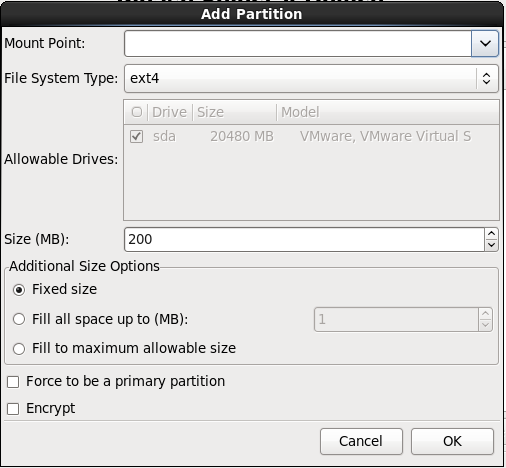 Add Partition
Mount Point:
File System Type: ext4
Drive Size Model
sda 20480 MB VMware, VMware Virtual S
Allowable Drives:
Size (MB): 200
Additional Size Options
Fixed size
Fill all space up to (MB): 1
Fill to maximum allowable size
Force to be a primary partition
Encrypt
Cancel OK